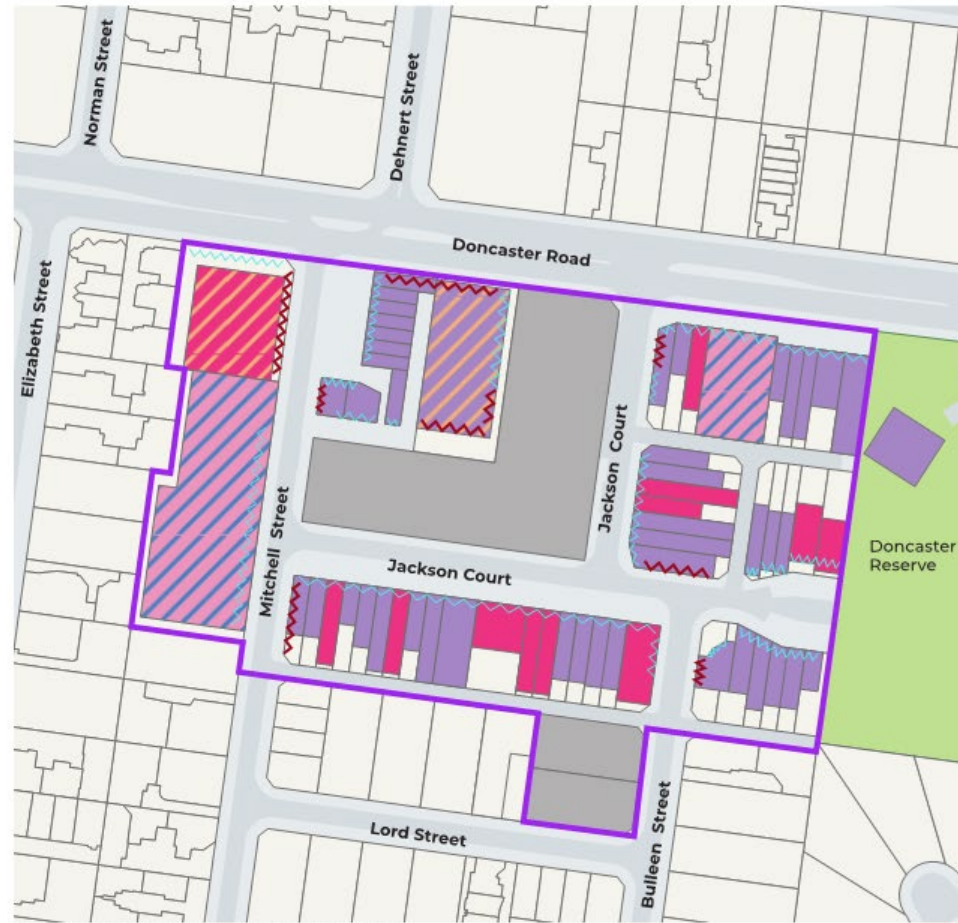 Norman Street
Dehnert Street
Doncaster Road
Elizabeth Street
Jackson Court
Mitchell Street
Jackson Court
Doncaster
Reserve
Lord Street
Bulleen Street